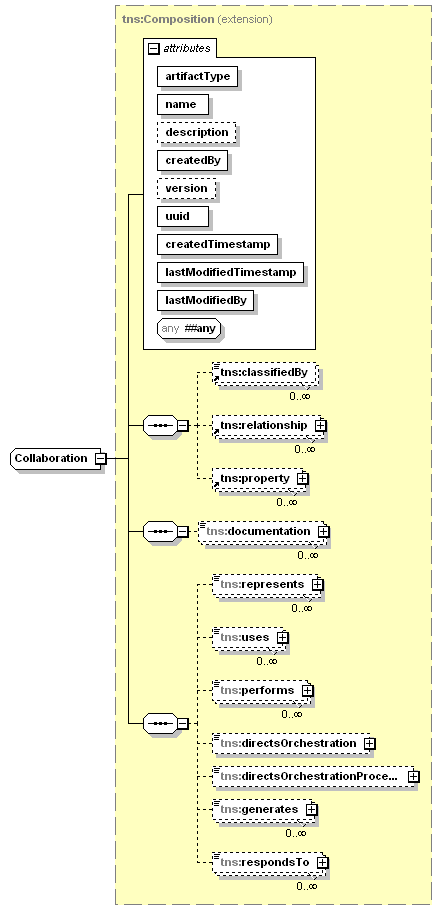 tns:Composition (extension)
attributes
artifactType
name
description
createdBy
version
uuid
createdTimestamp
lastModifiedTimestamp
lastModifiedBy
any ##any
tns:classifiedBy
0..∞
tns:relationship
0..∞
Collaboration
tns:property
0..∞
tns:documentation
0..∞
tns:represents
0..∞
tns:uses
0..∞
tns:performs
0..∞
tns:directsOrchestration
tns:directsOrchestrationProce...
tns:generates
0..∞
tns:respondsTo
0..∞